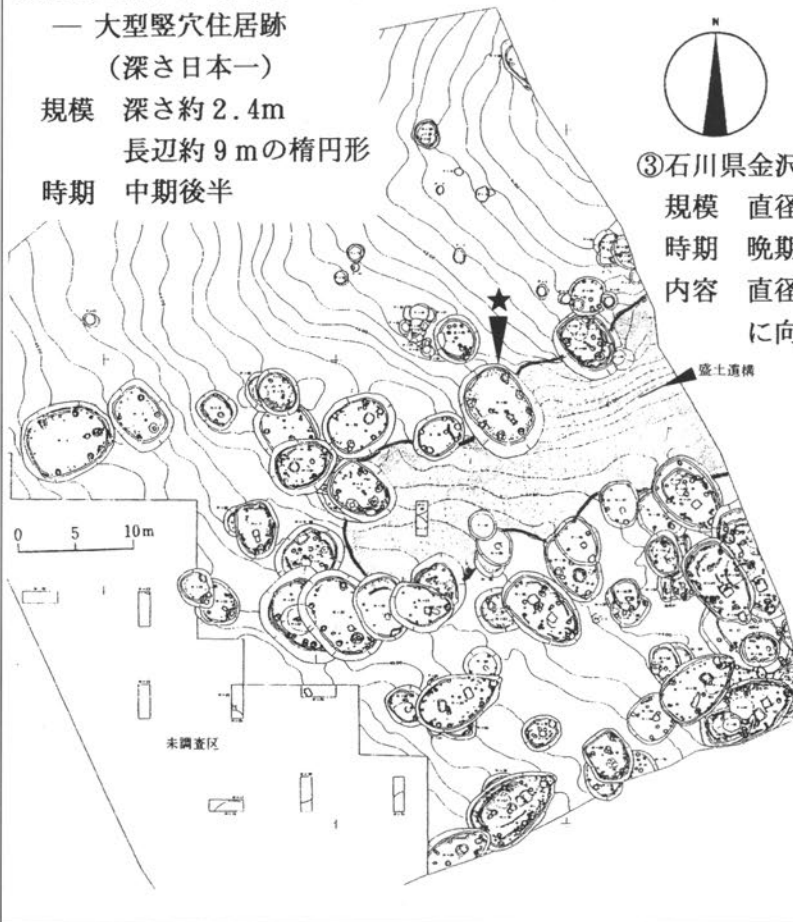 ― 大型竪穴住居跡
(深さ日本一)
規模 深さ約2.4m
長辺約9mの楕円形
時期 中期後半
N
③石川県金沢
規模 直径
時期 晩期
内容 直径
に向
★
盛土遺構
0 5 10m
未調査区